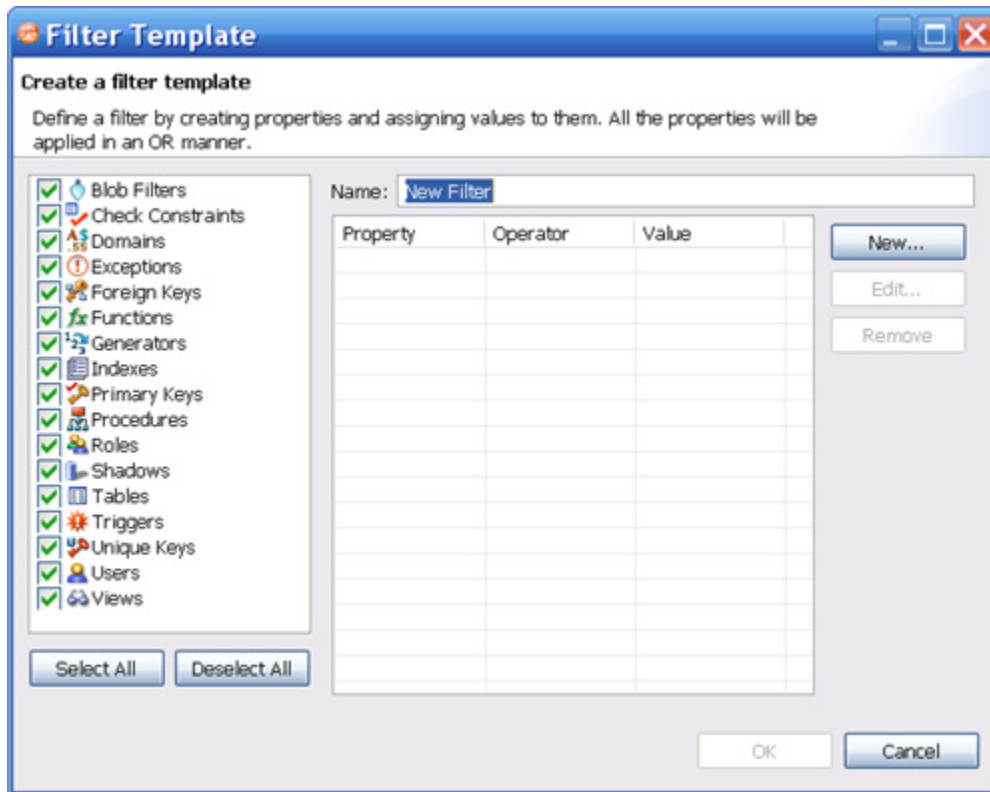 Filter Template
Create a filter template
Define a filter by creating properties and assigning values to them. All the properties will be
applied in an OR manner.
Blob Filters
Check Constraints
Domains
Exceptions
Foreign Keys
Functions
Generators
Indexes
Primary Keys
Procedures
Roles
Shadows
Tables
Triggers
Unique Keys
Users
Views
Select All Deselect All
Name: New Filter
Property Operator Value
New...
Edit...
Remove
OK Cancel